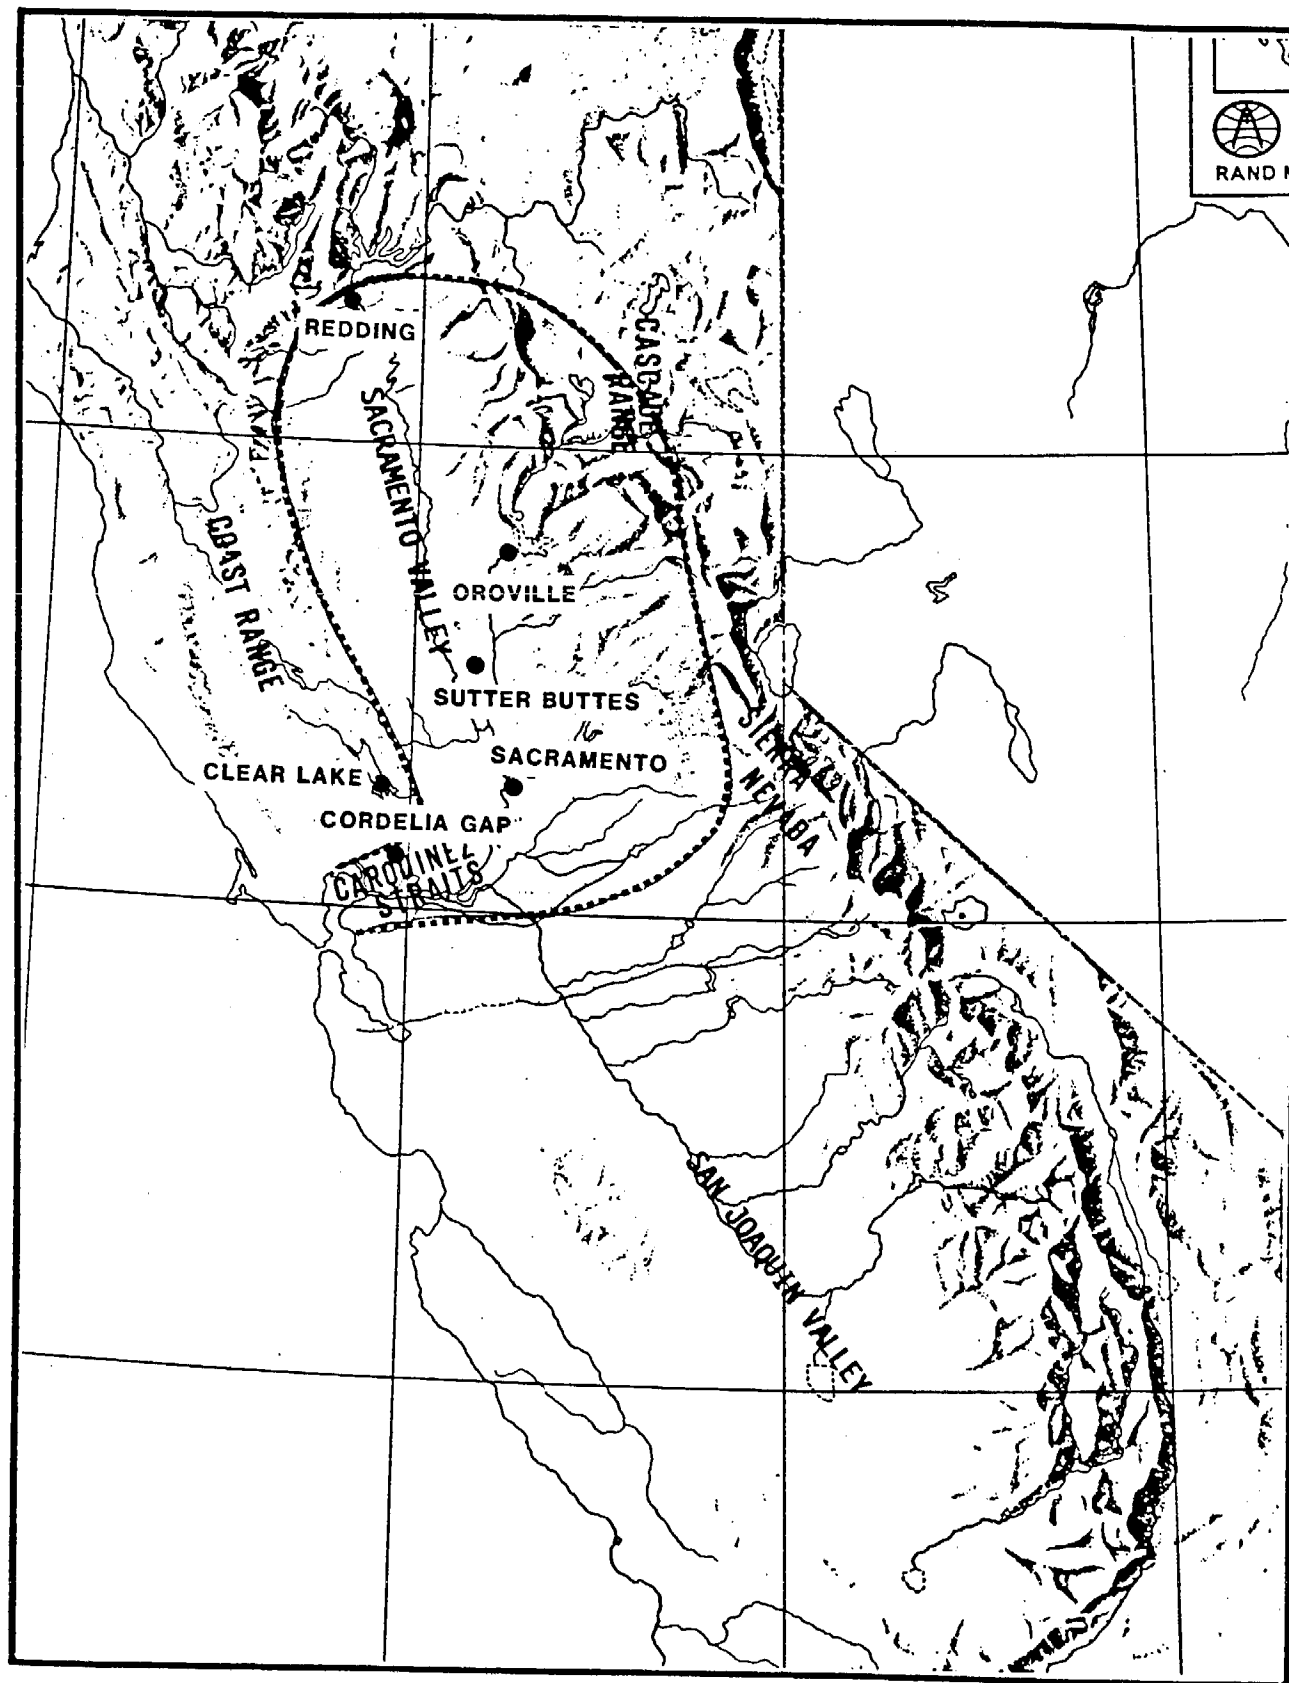 RAND M
REDDING
CASCADE
RANGE
SACRAMENTO VALLEY
COAST RANGE
OROVILLE
SUTTER BUTTES
SIERRA
NEVADA
SACRAMENTO
CLEAR LAKE
CORDELIA GAP
CARQUINEZ
STRAITS
SAN JOAQUIN VALLEY